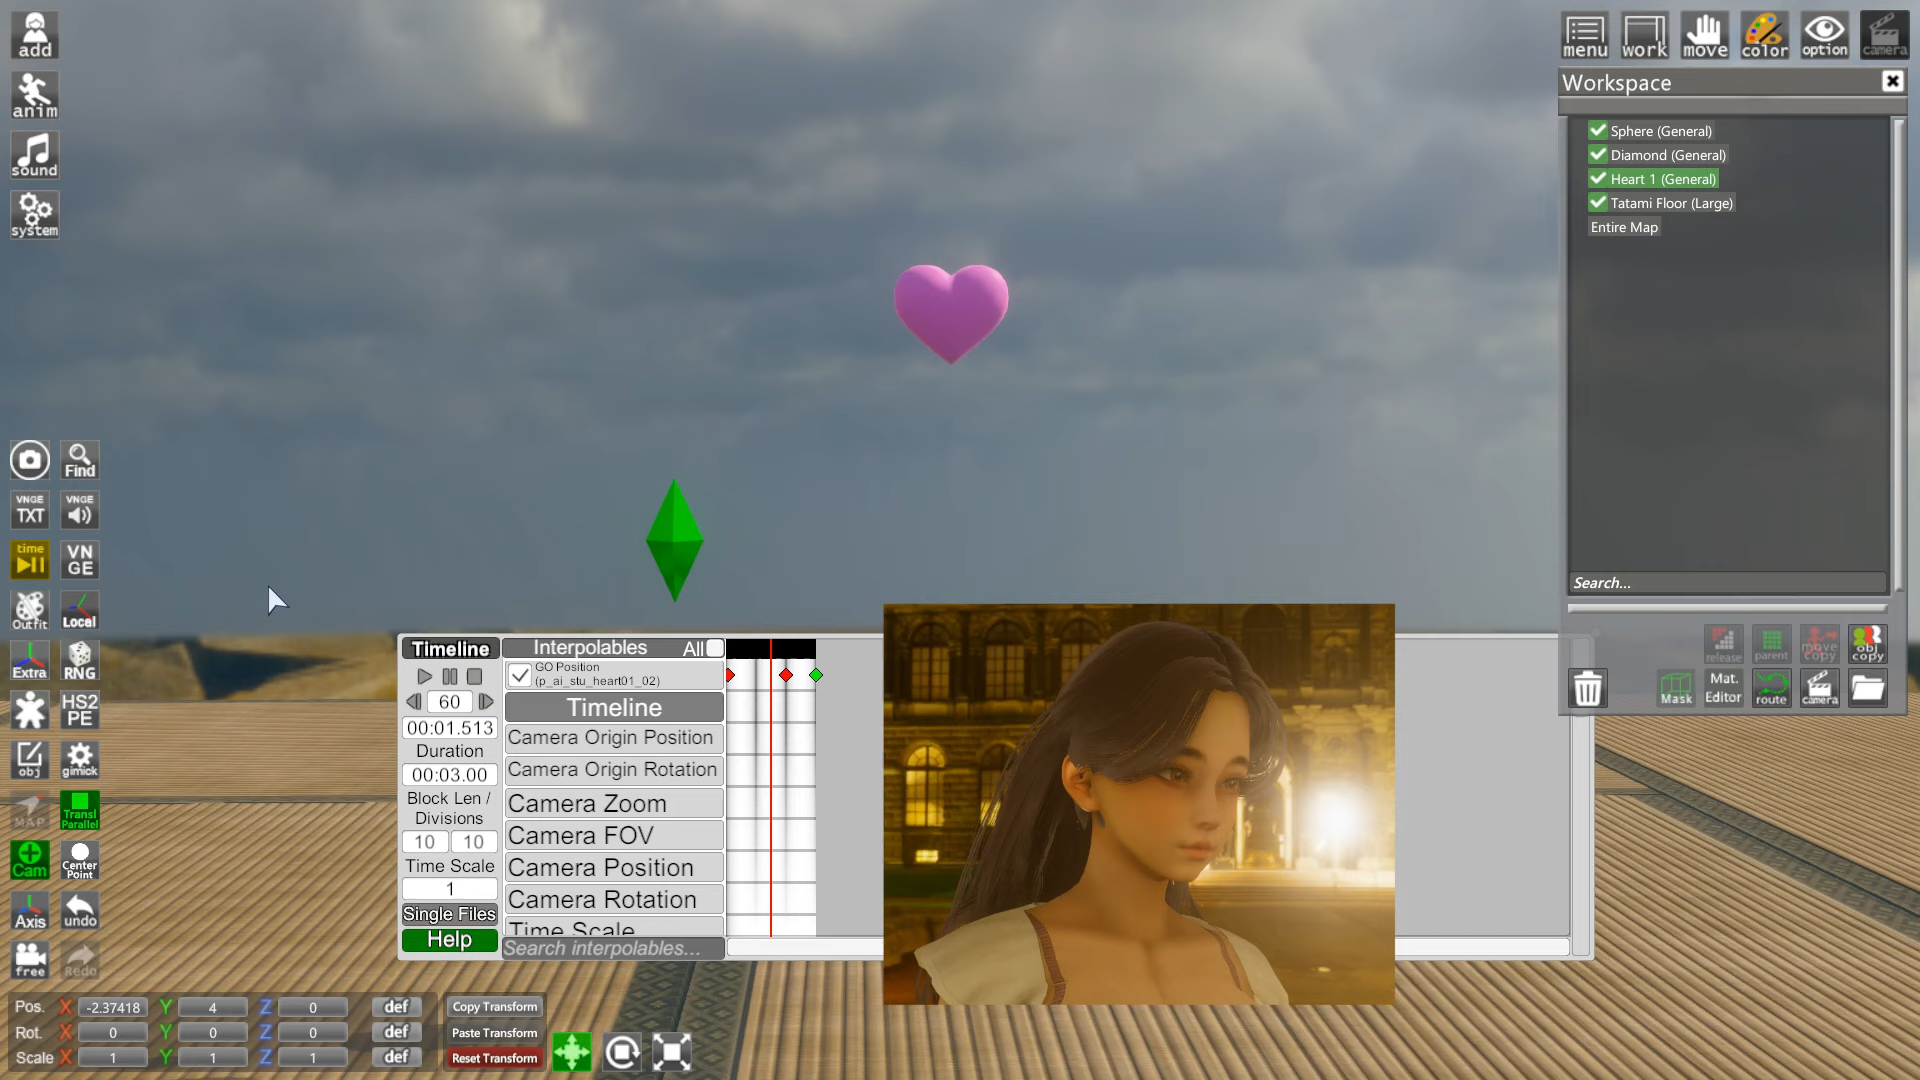 add
anim
sound
system
Find
VNGE
TXT
VNGE
time
VN
GE
Outfit
Local
Extra
RNG
HS2
PE
obj
gimick
MAP
Transl
Parallel
Cam
Center
Point
Axis
undo
free
Redo
menu
work
move
color
option
camera
Workspace
Sphere (General)
Diamond (General)
Heart 1 (General)
Tatami Floor (Large)
Entire Map
Search...
release
parent
move
copy
obj
copy
Mask
Mat.
Editor
route
camera
Timeline
60
00:01.513
Duration
00:03.00
Block Len /
Divisions
10 10
Time Scale
1
Single Files
Help
Interpolables All
GO Position
(p_ai_stu_heart01_02)
Timeline
Camera Origin Position
Camera Origin Rotation
Camera Zoom
Camera FOV
Camera Position
Camera Rotation
Time Scale
Search interpolables...
Pos. X -2.37418 Y 4 Z 0 def
Rot. X 0 Y 0 Z 0 def
Scale X 1 Y 1 Z 1 def
Copy Transform
Paste Transform
Reset Transform